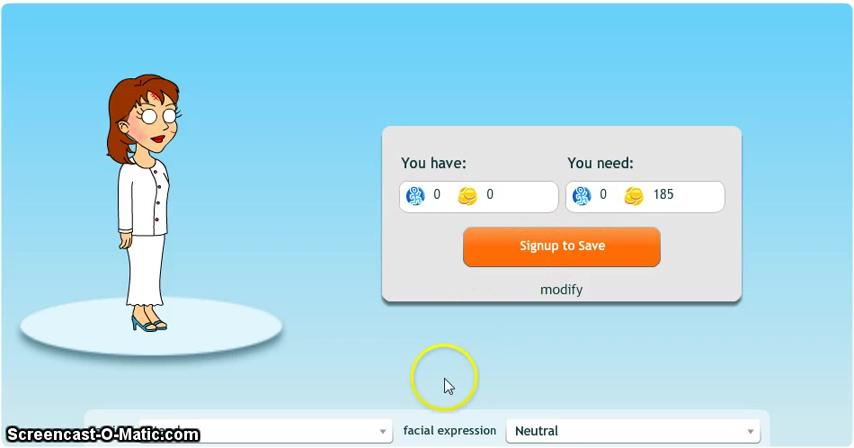 You have:
You need:
0
0
0
185
Signup to Save
modify
facial expression
Neutral
Screencast-O-Matic.com